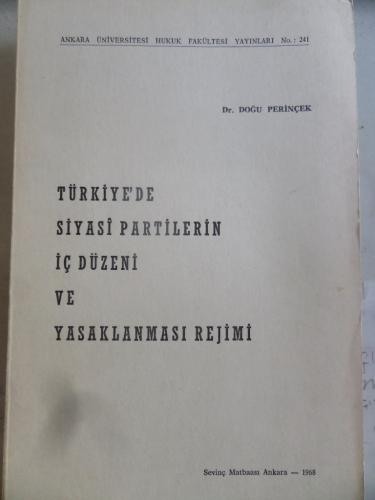 ANKARA ÜNİVERSİTESİ HUKUK FAKÜLTESİ YAYINLARI No.: 241
Dr. DOĞU PERİNÇEK
TÜRKİYE'DE
SİYASÎ PARTİLERİN
İÇ DÜZENİ
VE
YASAKLANMASI REJİMİ
Sevinç Matbaası Ankara — 1968